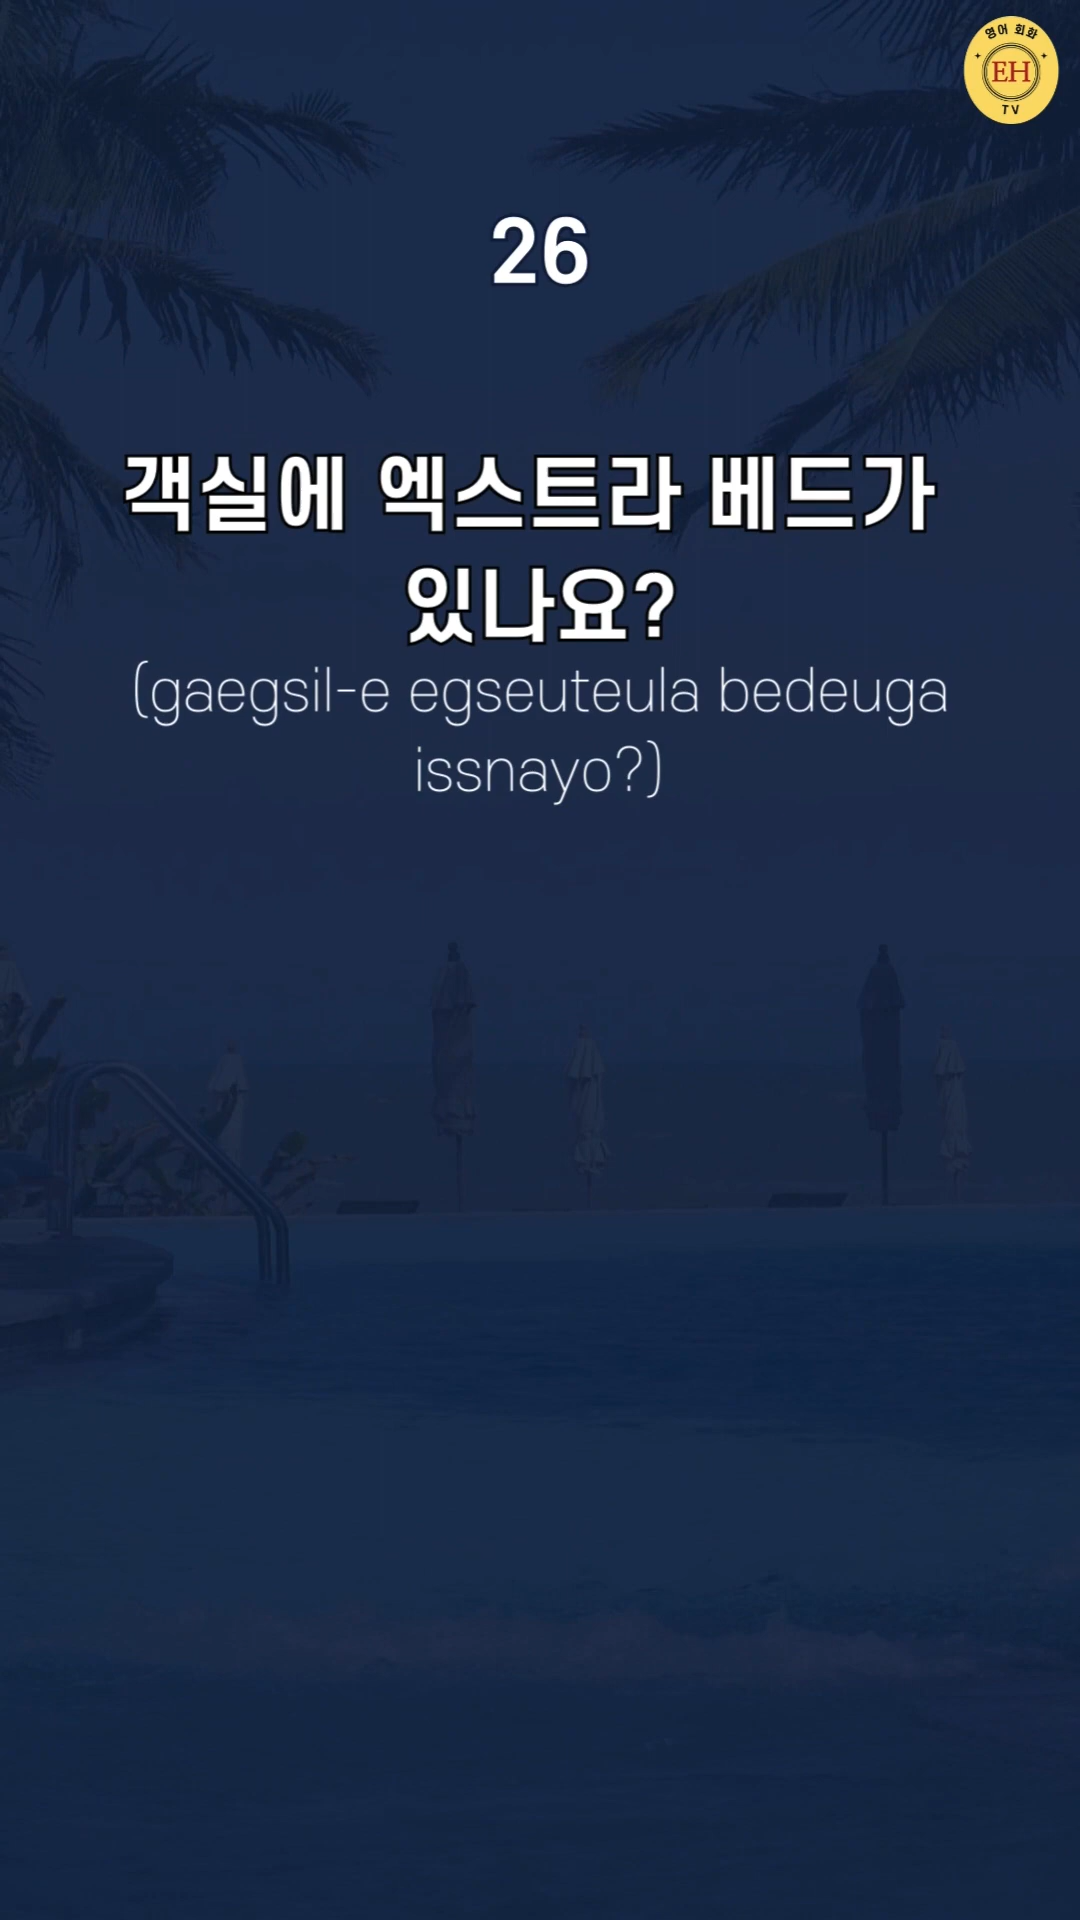 영어 회화
EH
TV
26
객실에 엑스트라 베드가
있나요?
(gaegsil-e egseuteula bedeuga
issnayo?)